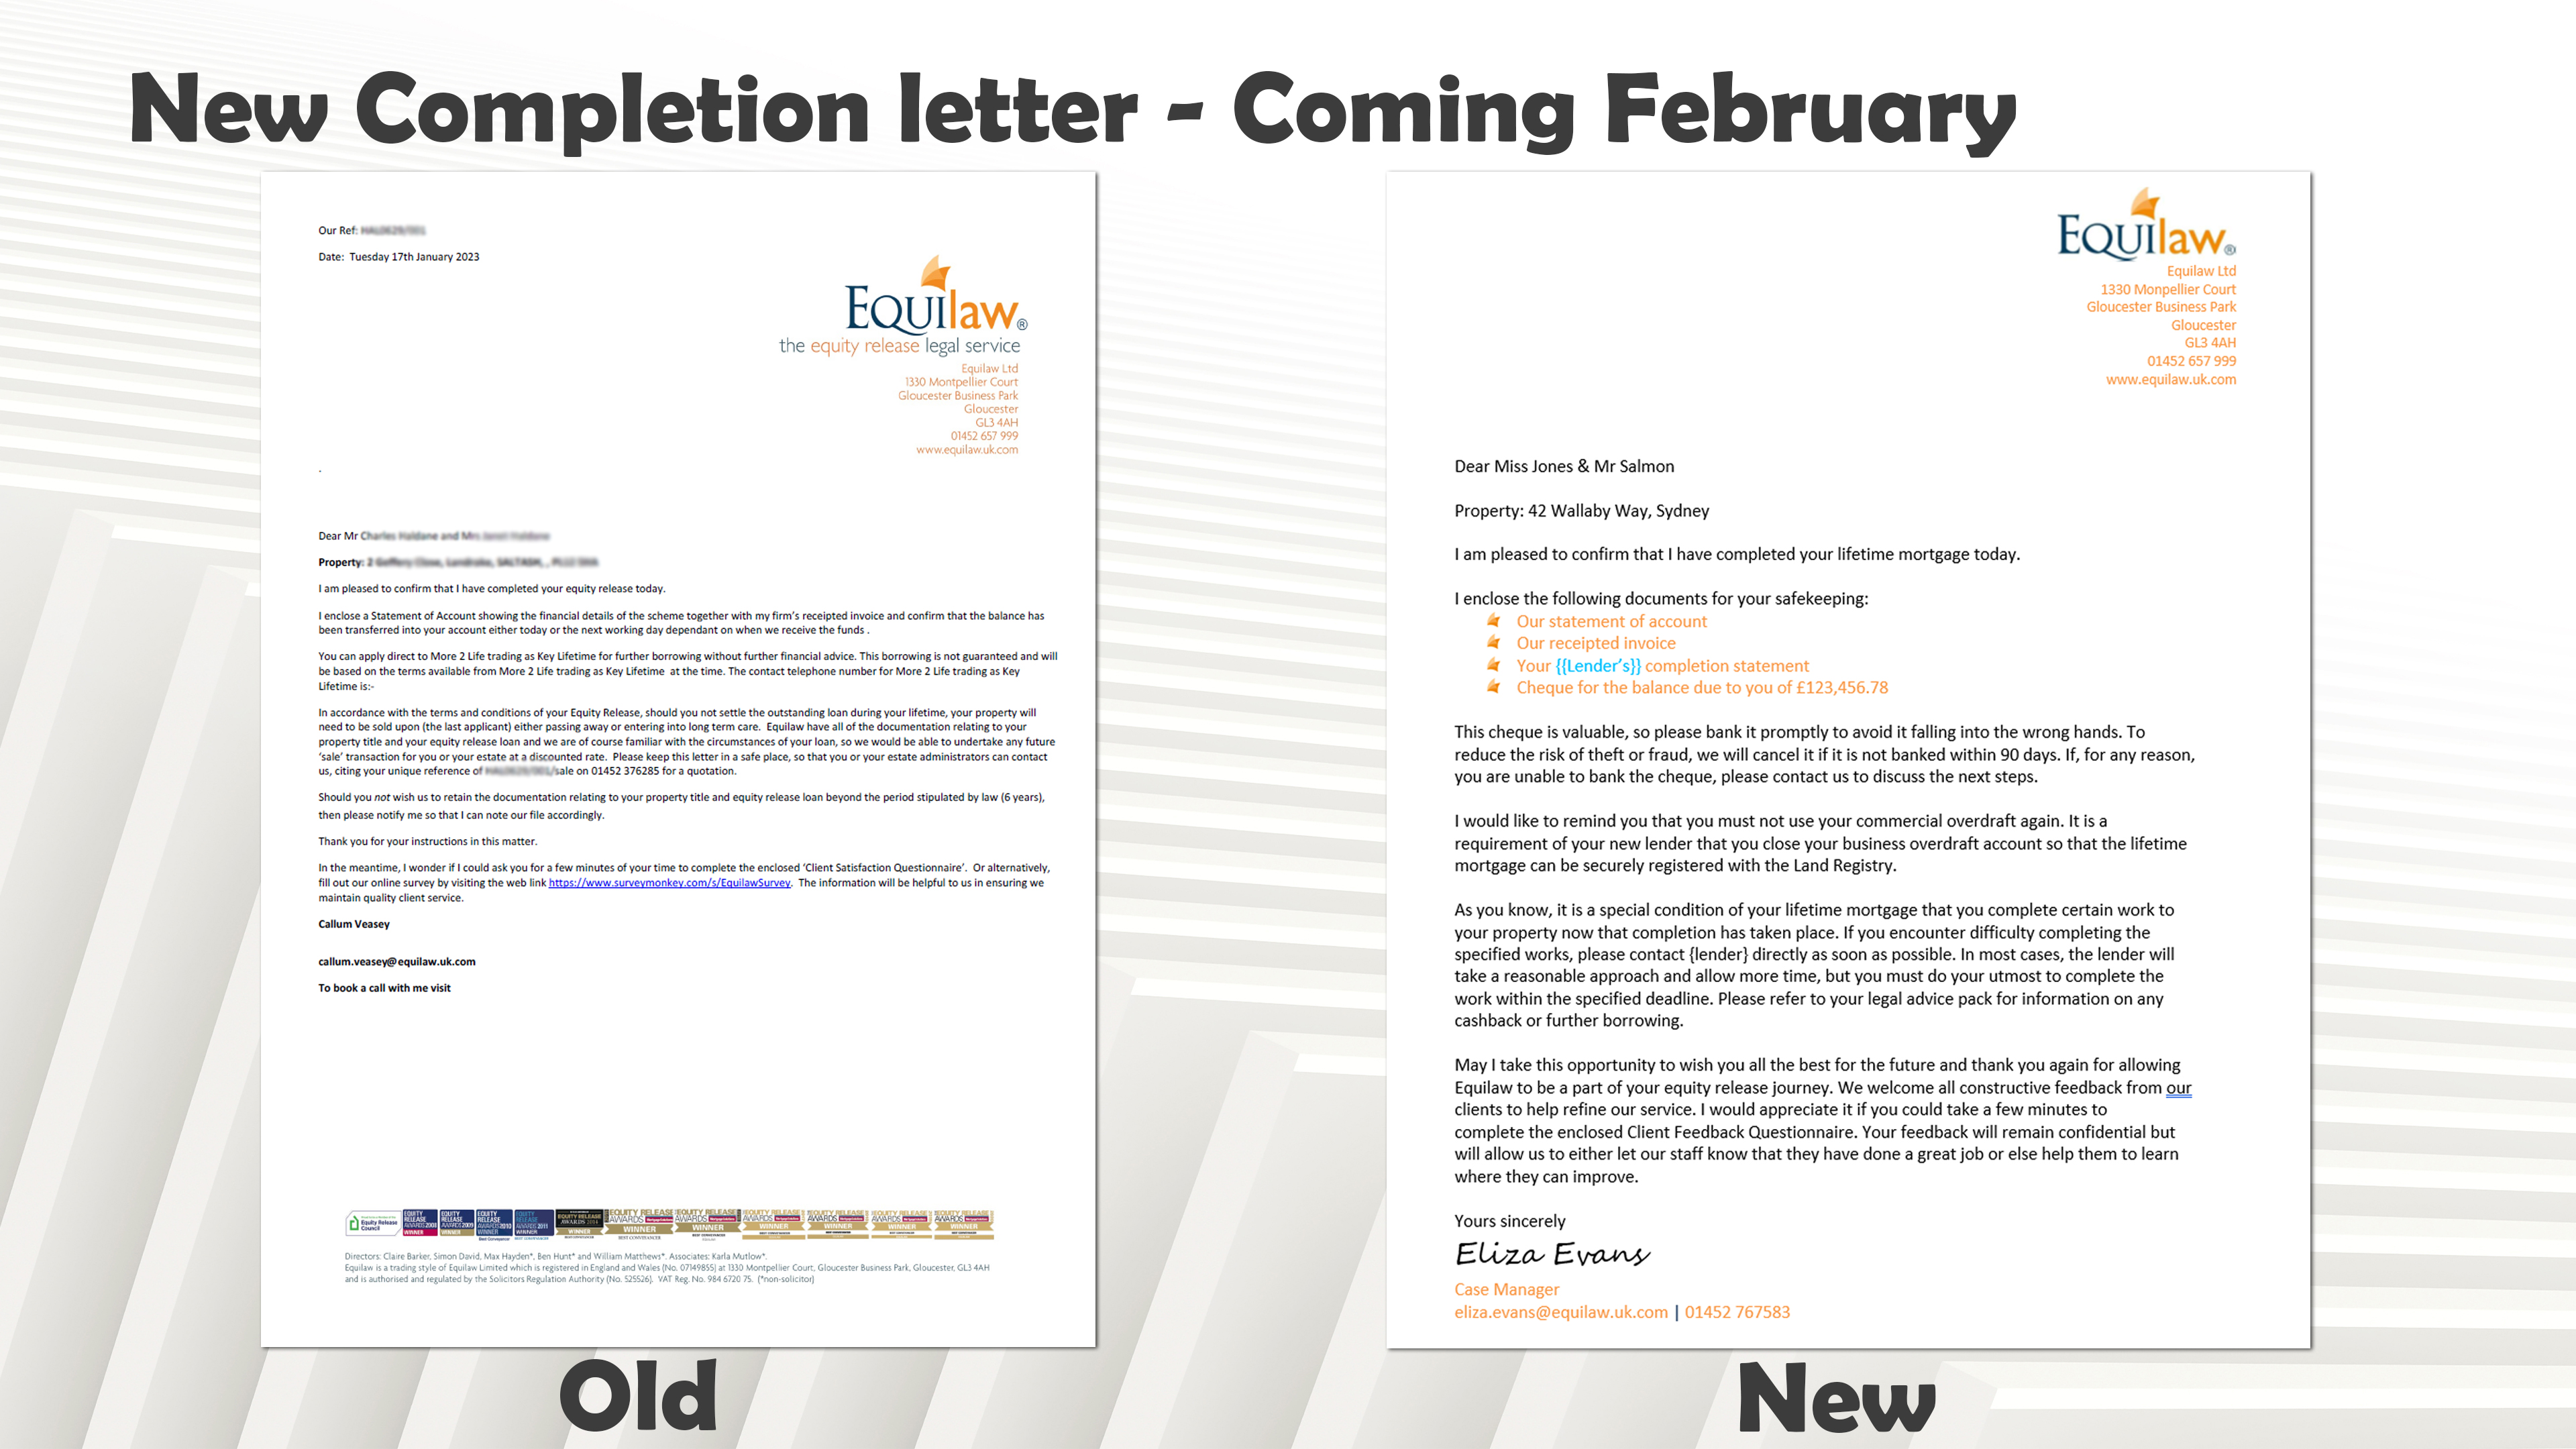 New Completion letter - Coming February
Our Ref:
Date: Tuesday 17th January 2023
Equilaw®
the equity release legal service
Equilaw Ltd
1330 Montpellier Court
Gloucester Business Park
Gloucester
GL3 4AH
01452 657 999
www.equilaw.uk.com
.
Dear Mr
Property:
I am pleased to confirm that I have completed your equity release today.
I enclose a Statement of Account showing the financial details of the scheme together with my firm's receipted invoice and confirm that the balance has
been transferred into your account either today or the next working day dependant on when we receive the funds .
You can apply direct to More 2 Life trading as Key Lifetime for further borrowing without further financial advice. This borrowing is not guaranteed and will
be based on the terms available from More 2 Life trading as Key Lifetime at the time. The contact telephone number for More 2 Life trading as Key
Lifetime is:-
In accordance with the terms and conditions of your Equity Release, should you not settle the outstanding loan during your lifetime, your property will
need to be sold upon (the last applicant) either passing away or entering into long term care. Equilaw have all of the documentation relating to your
property title and your equity release loan and we are of course familiar with the circumstances of your loan, so we would be able to undertake any future
'sale' transaction for you or your estate at a discounted rate. Please keep this letter in a safe place, so that you or your estate administrators can contact
us, citing your unique reference of /sale on 01452 376285 for a quotation.
Should you not wish us to retain the documentation relating to your property title and equity release loan beyond the period stipulated by law (6 years),
then please notify me so that I can note our file accordingly.
Thank you for your instructions in this matter.
In the meantime, I wonder if I could ask you for a few minutes of your time to complete the enclosed 'Client Satisfaction Questionnaire'. Or alternatively,
fill out our online survey by visiting the web link https://www.surveymonkey.com/s/EquilawSurvey. The information will be helpful to us in ensuring we
maintain quality client service.
Callum Veasey
callum.veasey@equilaw.uk.com
To book a call with me visit
Equity Release Council
Directors: Claire Barker, Simon David, Max Hayden*, Ben Hunt* and William Matthews*. Associates: Karla Mutlow*.
Equilaw is a trading style of Equilaw Limited which is registered in England and Wales (No. 07149855) at 1330 Montpellier Court, Gloucester Business Park, Gloucester, GL3 4AH
and is authorised and regulated by the Solicitors Regulation Authority (No. 525526). VAT Reg. No. 984 6720 75. (*non-solicitor)
Old
Equilaw®
Equilaw Ltd
1330 Monpellier Court
Gloucester Business Park
Gloucester
GL3 4AH
01452 657 999
www.equilaw.uk.com
Dear Miss Jones & Mr Salmon
Property: 42 Wallaby Way, Sydney
I am pleased to confirm that I have completed your lifetime mortgage today.
I enclose the following documents for your safekeeping:
Our statement of account
Our receipted invoice
Your {{Lender's}} completion statement
Cheque for the balance due to you of £123,456.78
This cheque is valuable, so please bank it promptly to avoid it falling into the wrong hands. To
reduce the risk of theft or fraud, we will cancel it if it is not banked within 90 days. If, for any reason,
you are unable to bank the cheque, please contact us to discuss the next steps.
I would like to remind you that you must not use your commercial overdraft again. It is a
requirement of your new lender that you close your business overdraft account so that the lifetime
mortgage can be securely registered with the Land Registry.
As you know, it is a special condition of your lifetime mortgage that you complete certain work to
your property now that completion has taken place. If you encounter difficulty completing the
specified works, please contact {lender} directly as soon as possible. In most cases, the lender will
take a reasonable approach and allow more time, but you must do your utmost to complete the
work within the specified deadline. Please refer to your legal advice pack for information on any
cashback or further borrowing.
May I take this opportunity to wish you all the best for the future and thank you again for allowing
Equilaw to be a part of your equity release journey. We welcome all constructive feedback from our
clients to help refine our service. I would appreciate it if you could take a few minutes to
complete the enclosed Client Feedback Questionnaire. Your feedback will remain confidential but
will allow us to either let our staff know that they have done a great job or else help them to learn
where they can improve.
Yours sincerely
Eliza Evans
Case Manager
eliza.evans@equilaw.uk.com | 01452 767583
New